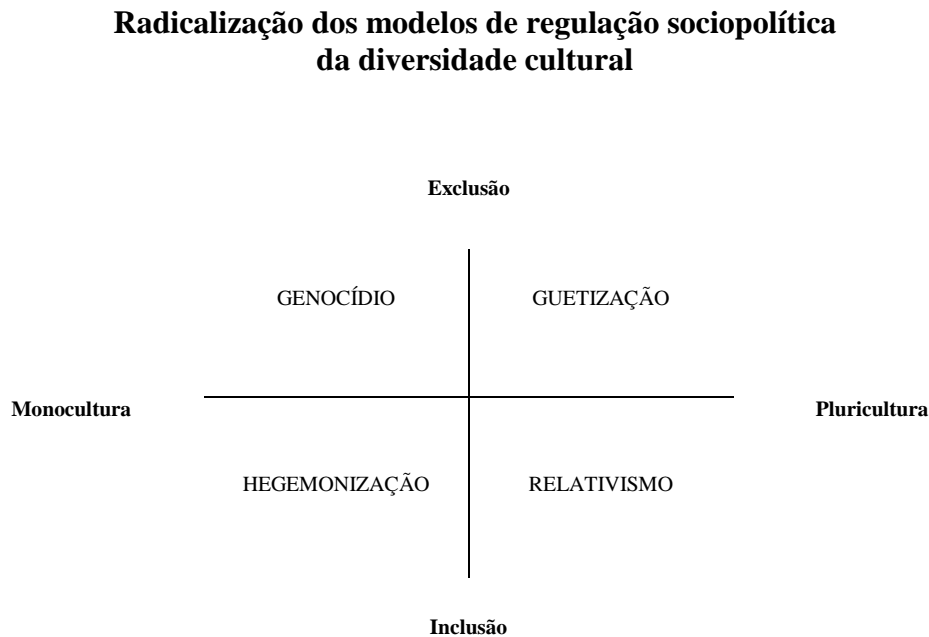 Radicalização dos modelos de regulação sociopolítica
da diversidade cultural
Exclusão
GENOCÍDIO
GUETIZAÇÃO
Monocultura
Pluricultura
HEGEMONIZAÇÃO
RELATIVISMO
Inclusão